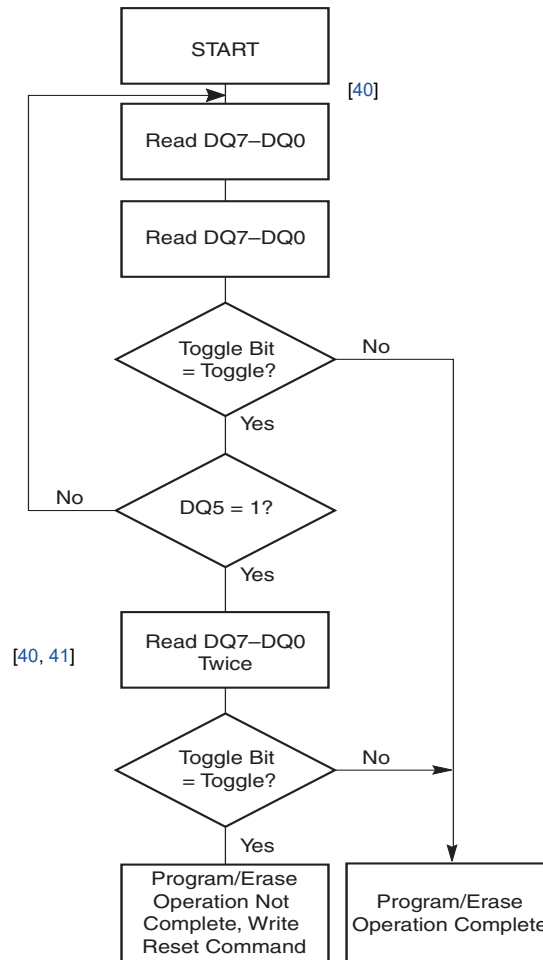 START
[40]
Read DQ7–DQ0
Read DQ7–DQ0
Toggle Bit
= Toggle?
No
Yes
No
DQ5 = 1?
Yes
[40, 41]
Read DQ7–DQ0
Twice
Toggle Bit
= Toggle?
No
Yes
Program/Erase
Operation Not
Complete, Write
Reset Command
Program/Erase
Operation Complete